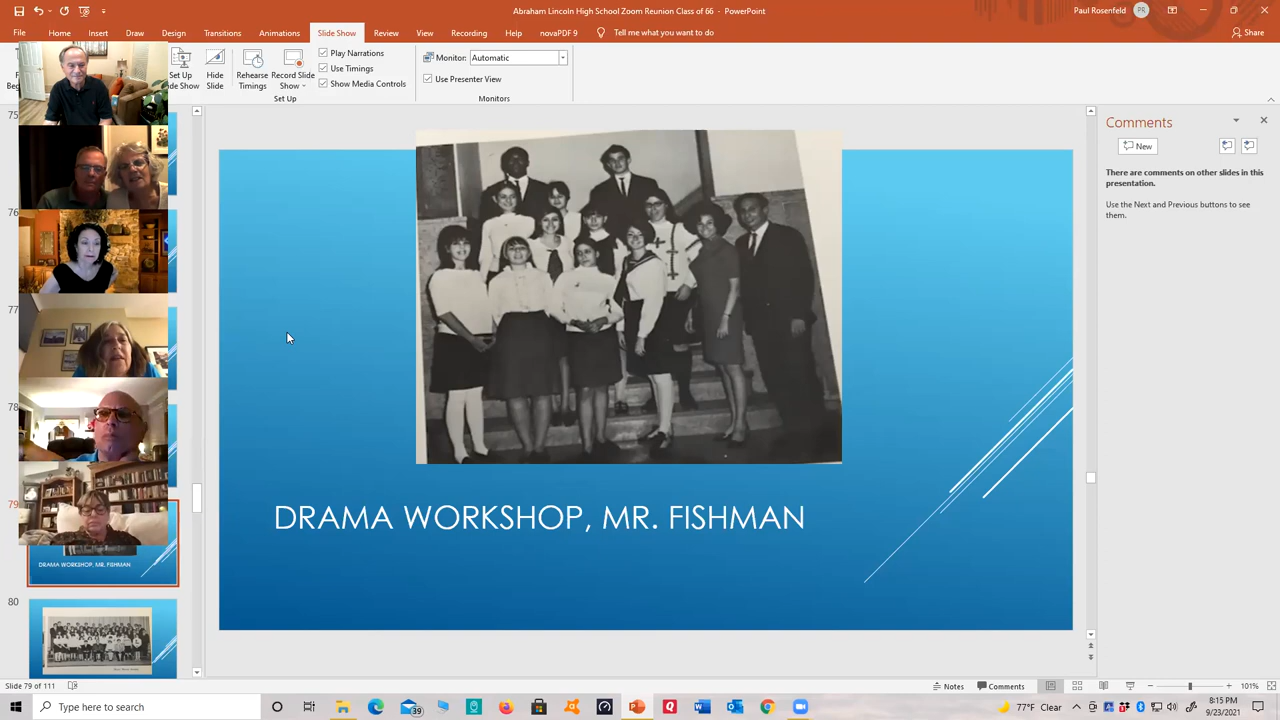 Abraham Lincoln High School Zoom Reunion Class of 66 - PowerPoint
Paul Rosenfeld PR
File Home Insert Draw Design Transitions Animations Slide Show Review View Recording Help novaPDF 9 Tell me what you want to do Share
Set Up
Show
Hide
Slide
Rehearse
Timings
Record Slide
Show
Play Narrations
Use Timings
Show Media Controls
Set Up
Monitor: Automatic
Use Presenter View
Monitors
75
76
77
78
79
DRAMA WORKSHOP, MR. FISHMAN
80
DRAMA WORKSHOP, MR. FISHMAN
Comments
New
There are comments on other slides in this
presentation.
Use the Next and Previous buttons to see
them.
Slide 79 of 111
Notes Comments 101%
Type here to search
39
77°F Clear
8:15 PM
9/23/2021